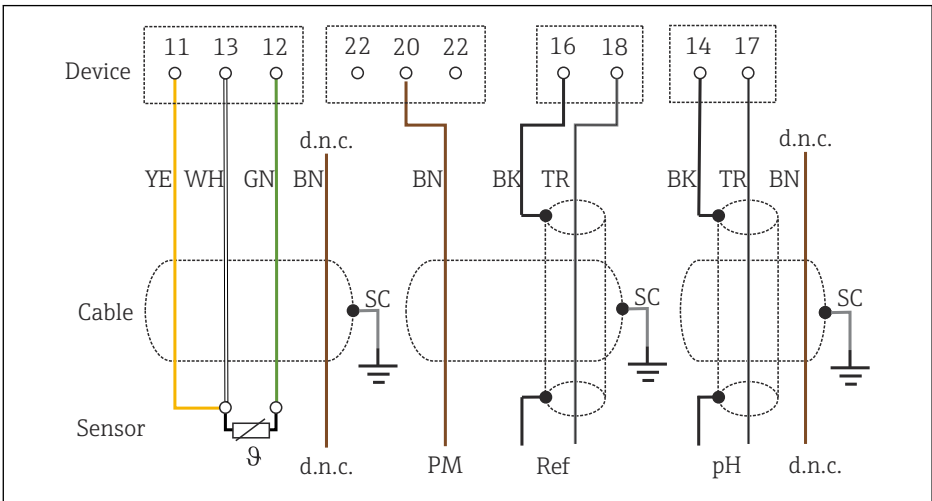 11 13 12 22 20 22 16 18 14 17
Device
d.n.c. d.n.c.
YE WH GN BN BN BK TR BK TR BN
SC SC SC
Cable
Sensor
ϑ d.n.c. PM Ref pH d.n.c.